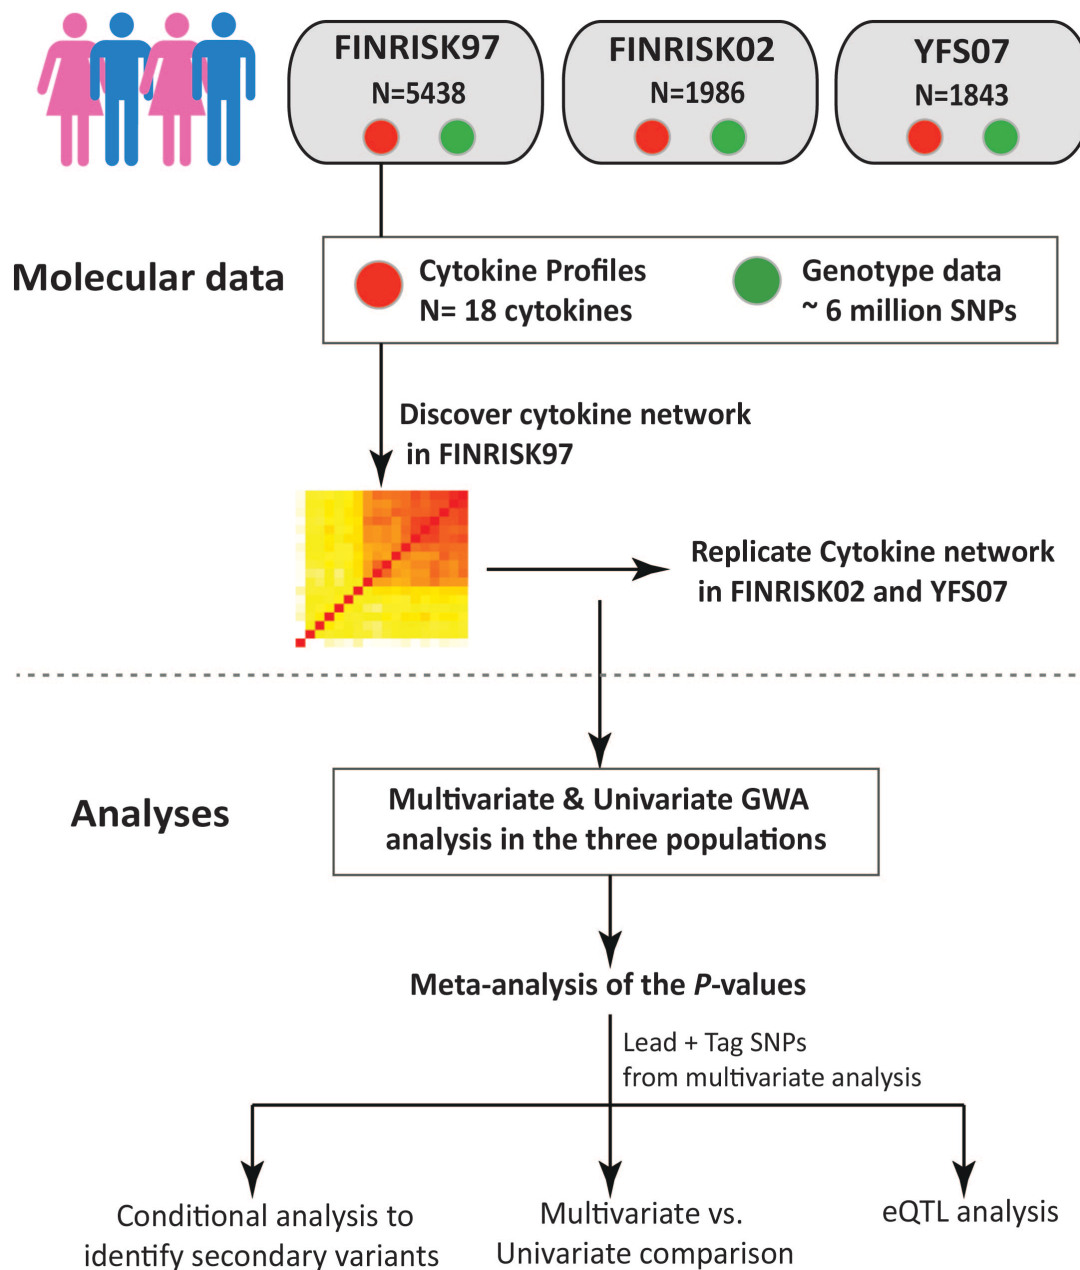 FINRISK97
N=5438
FINRISK02
N=1986
YFS07
N=1843
Molecular data
Cytokine Profiles
N= 18 cytokines
Genotype data
~ 6 million SNPs
Discover cytokine network
in FINRISK97
Replicate Cytokine network
in FINRISK02 and YFS07
Analyses
Multivariate & Univariate GWA
analysis in the three populations
Meta-analysis of the P-values
Lead + Tag SNPs
from multivariate analysis
Conditional analysis to
identify secondary variants
Multivariate vs.
Univariate comparison
eQTL analysis